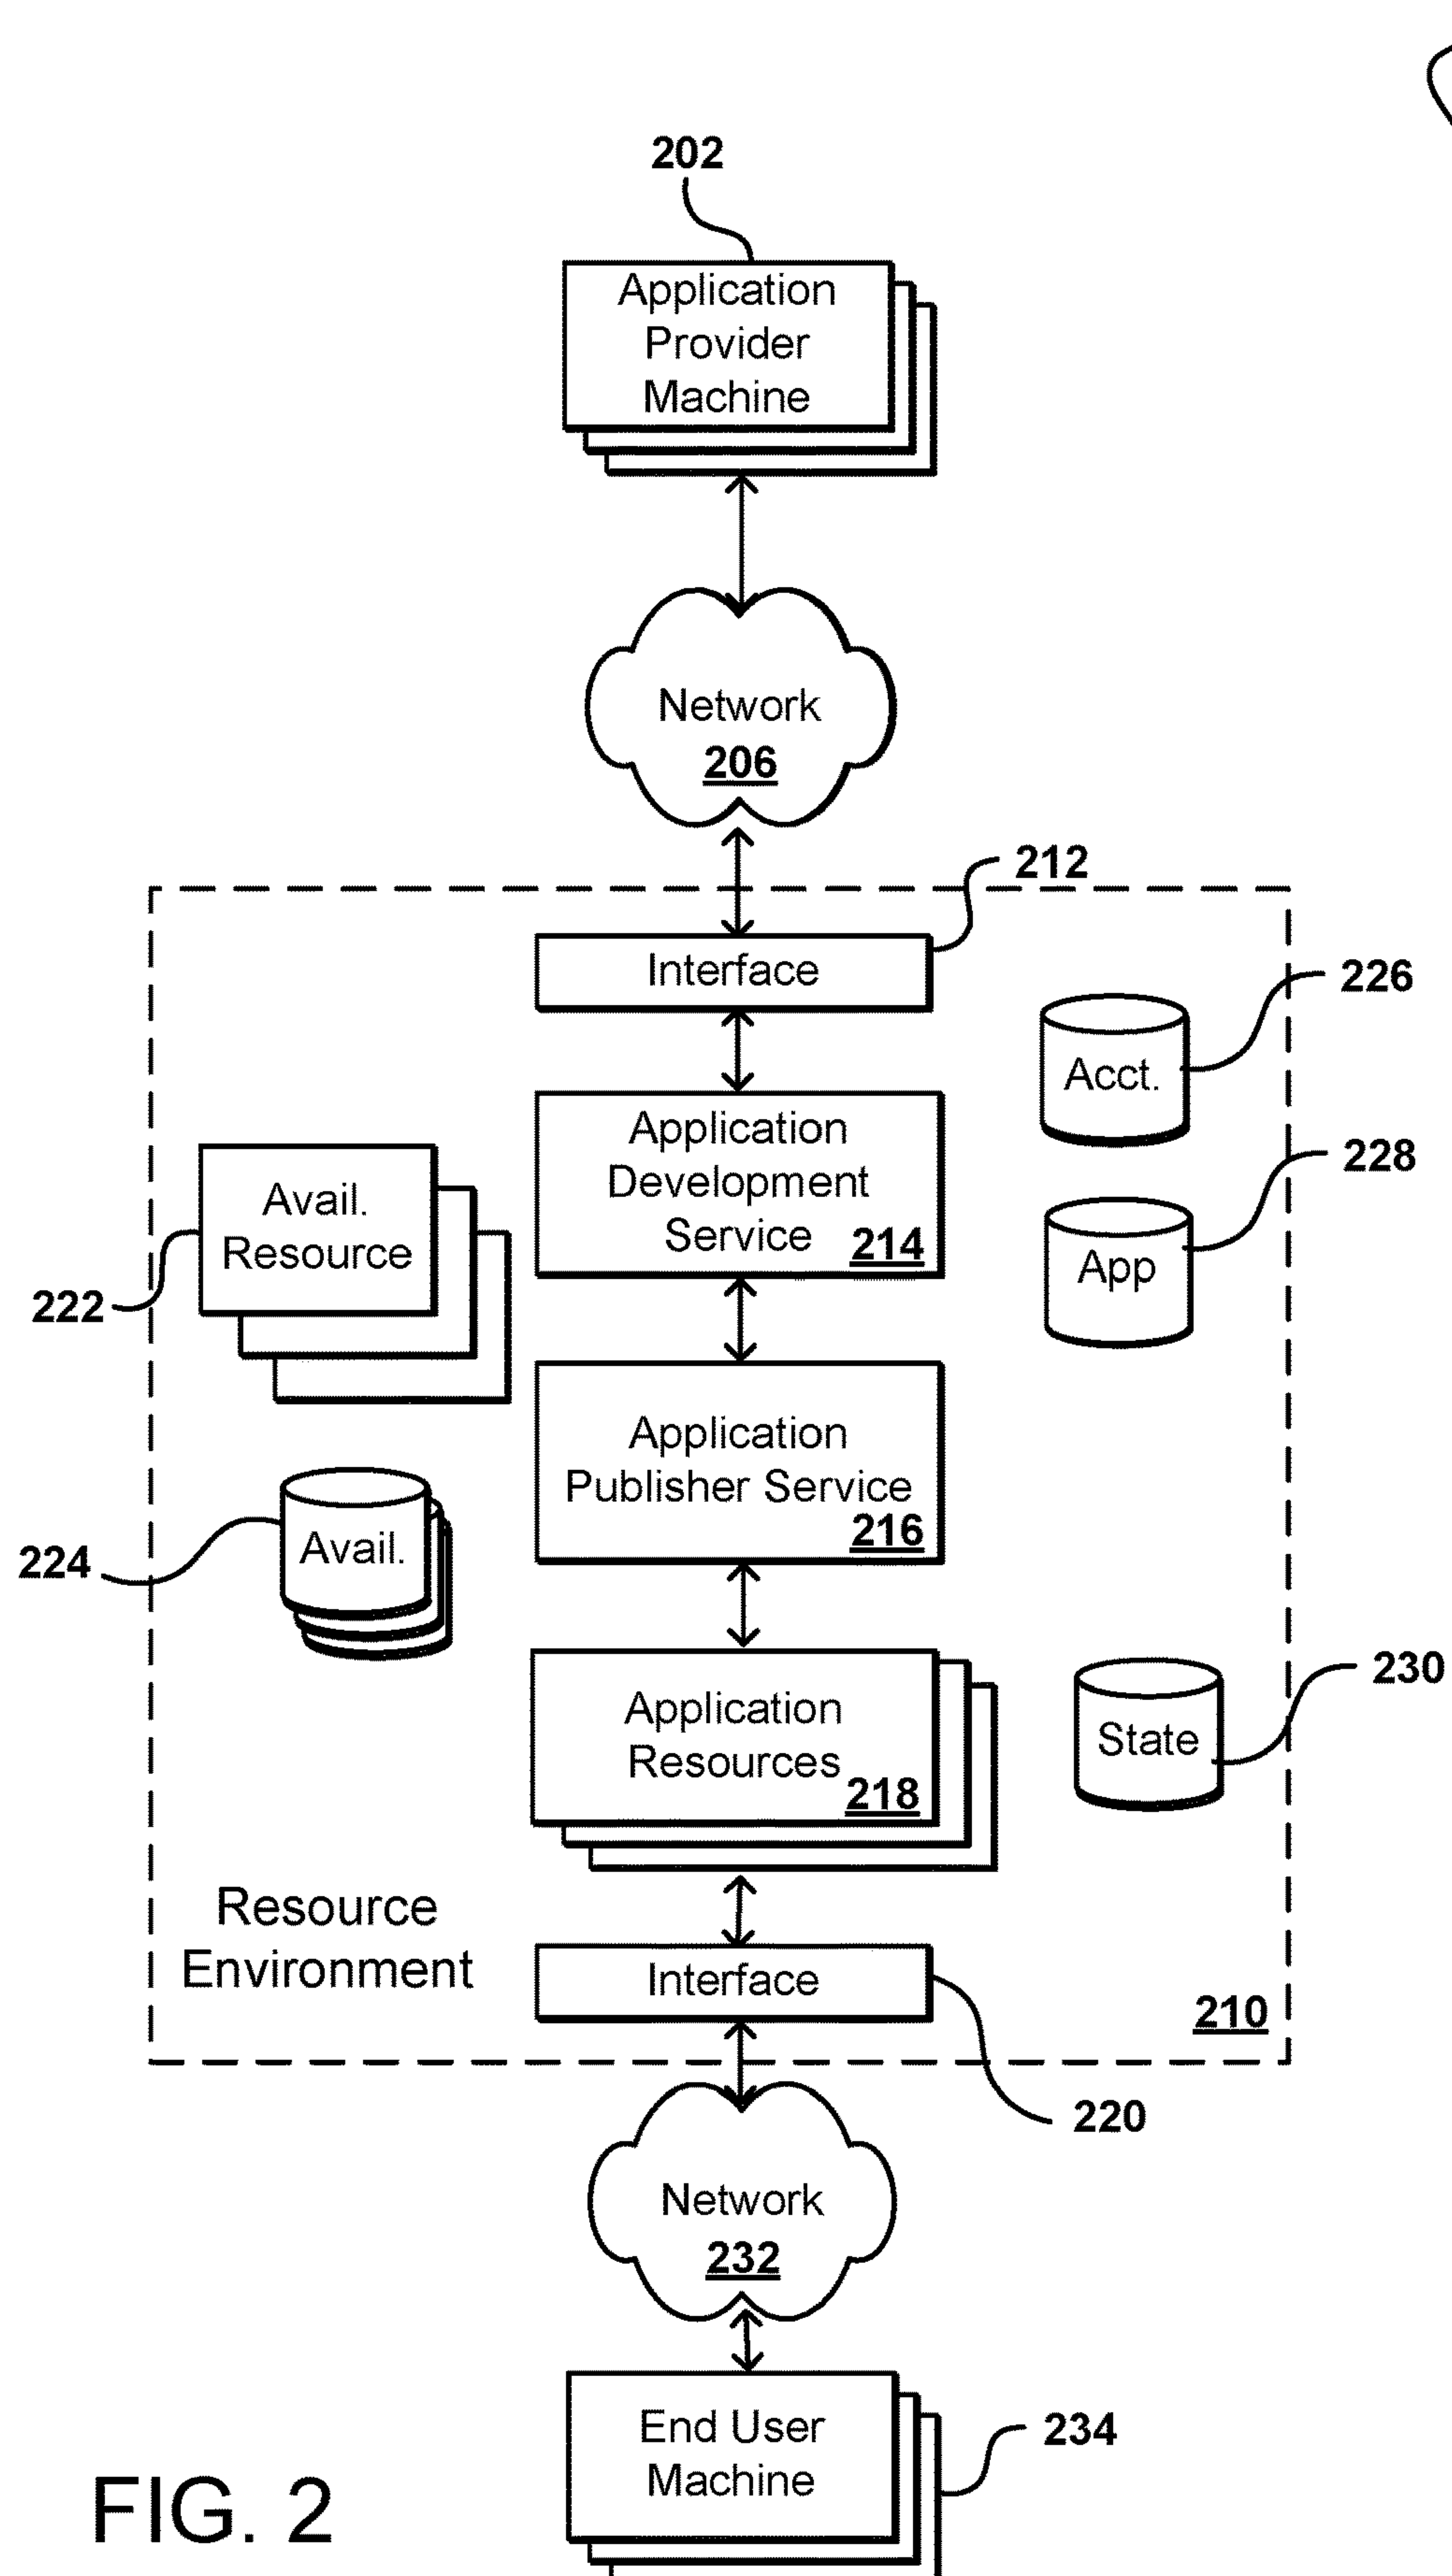 202
Application
Provider
Machine
Network
206
212
Interface
226
Acct.
Application
Development
Service 214
228
App
Avail.
Resource
222
Application
Publisher Service
216
224
Avail.
Application
Resources
218
230
State
Resource
Environment
Interface
210
220
Network
232
End User
Machine
234
FIG. 2